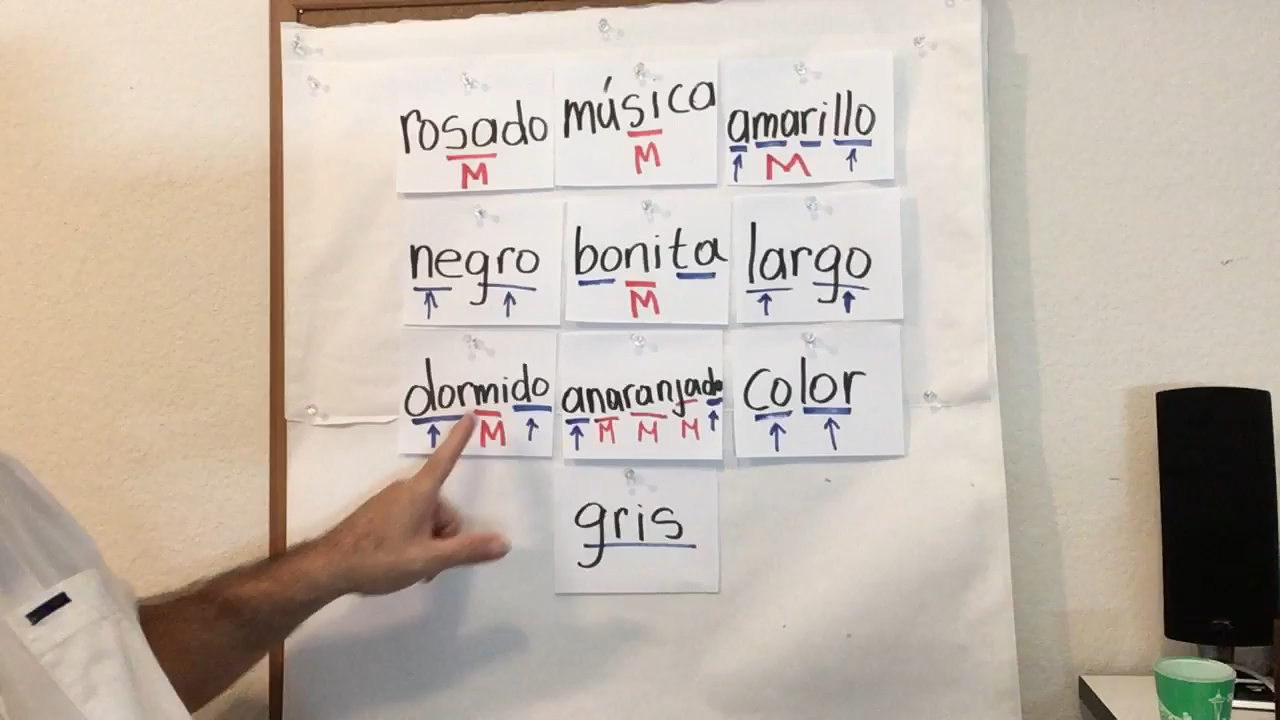 rosado
M
música
M
amarillo
M
negro
bonita
M
largo
dormido
M
anaranjado
M M M
color
gris